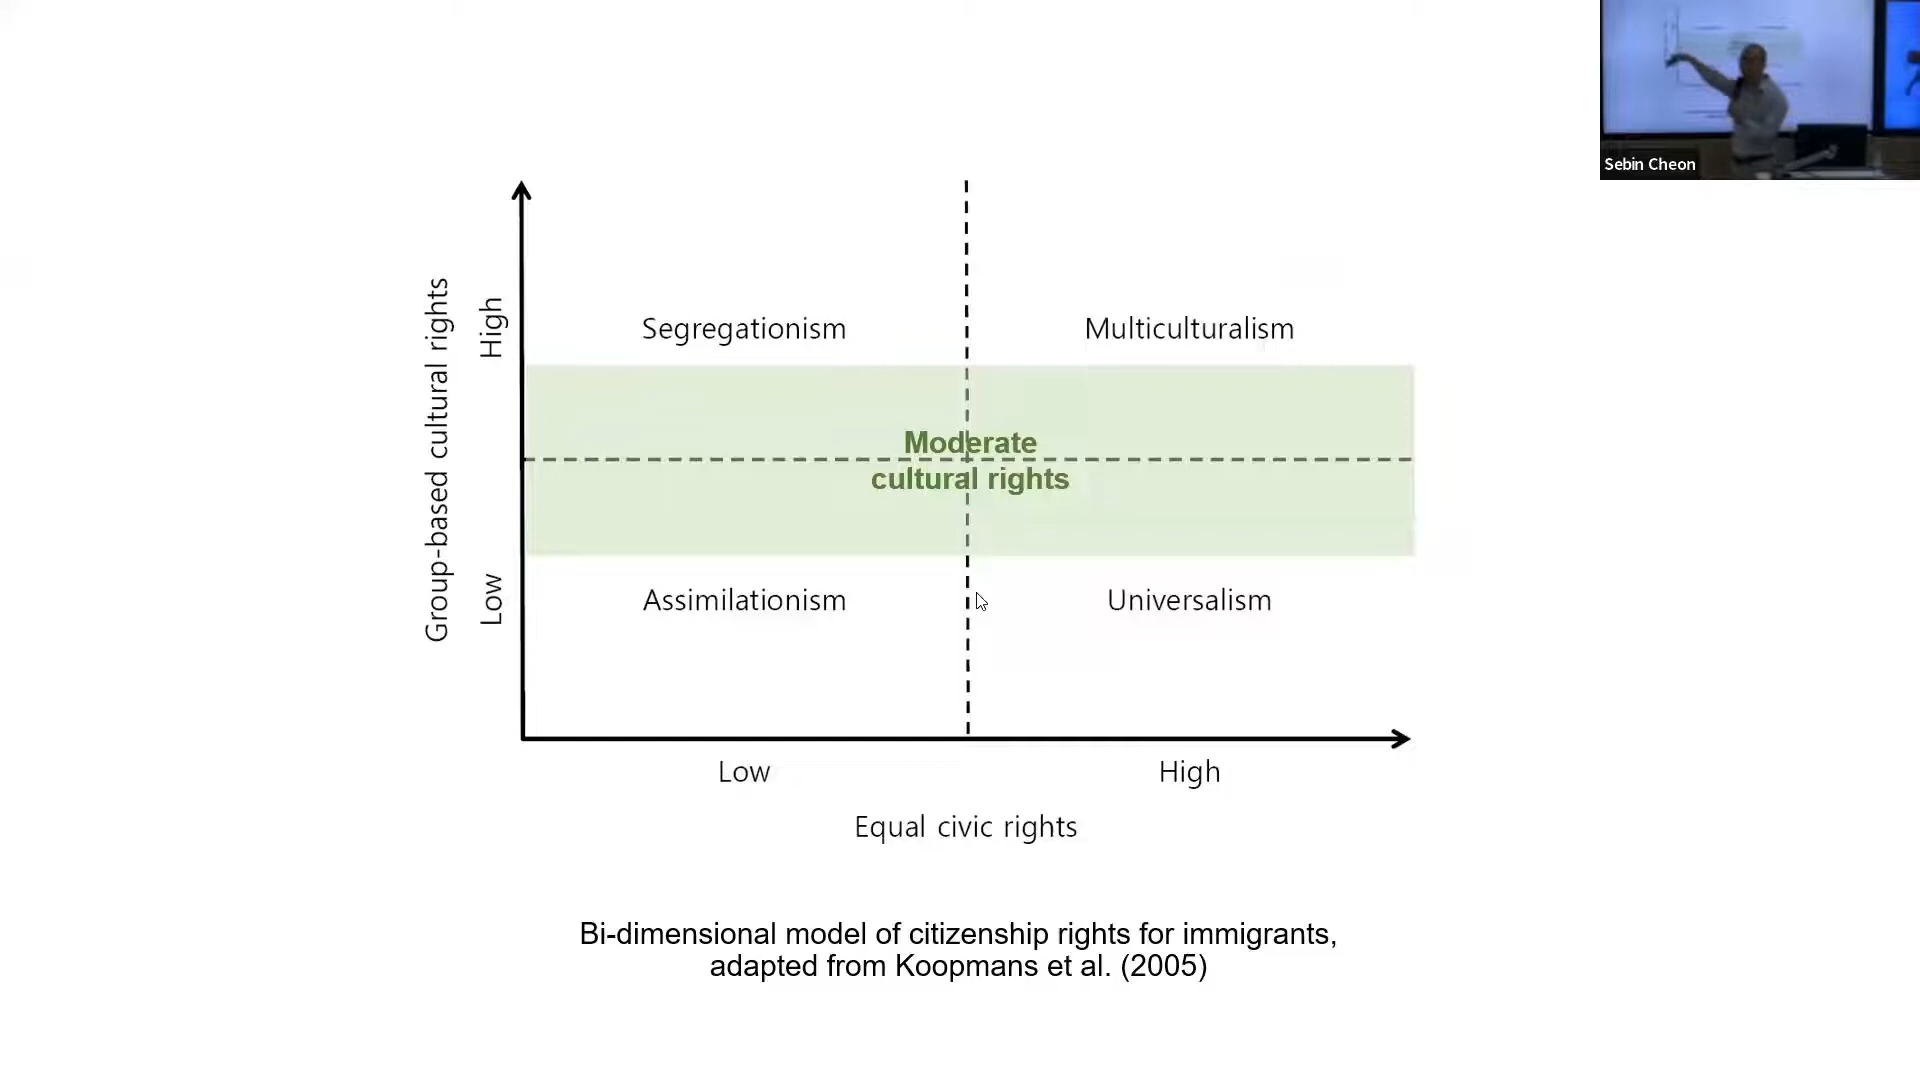 Sebin Cheon
Group-based cultural rights
High
Low
Segregationism
Multiculturalism
Moderate
cultural rights
Assimilationism
Universalism
Low
High
Equal civic rights
Bi-dimensional model of citizenship rights for immigrants,
adapted from Koopmans et al. (2005)